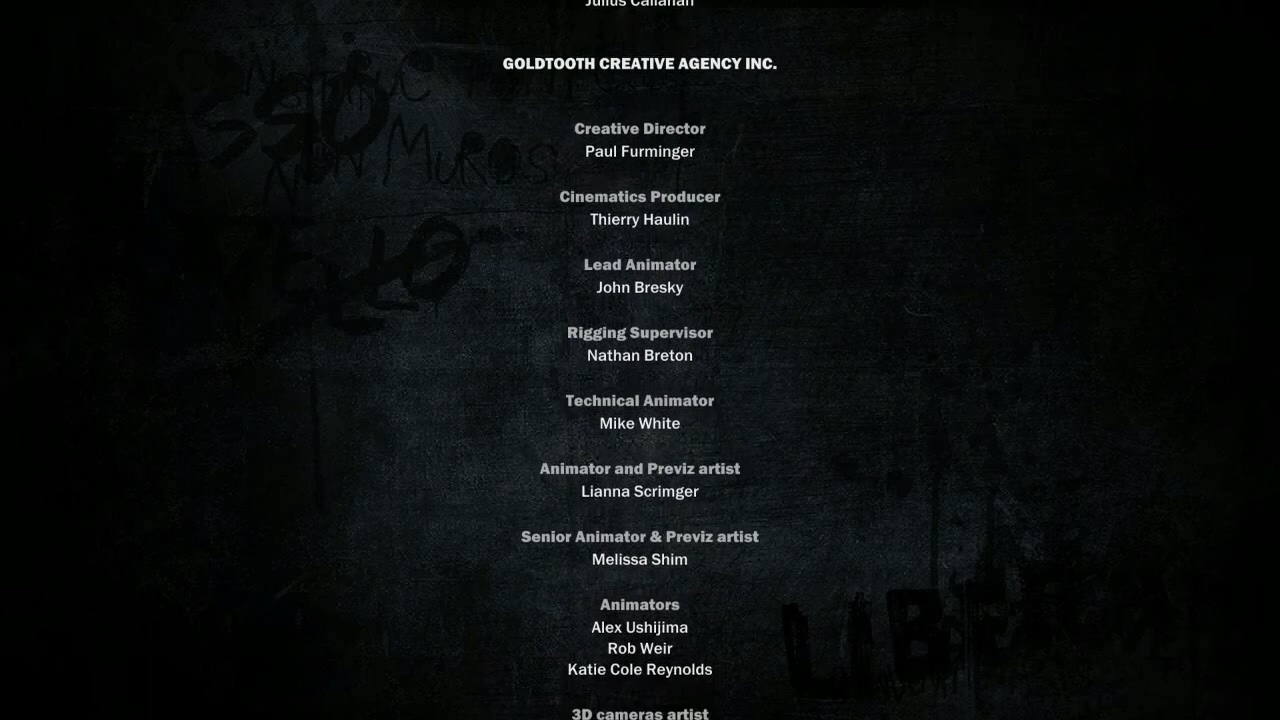 Julius Callahan
GOLDTOOTH CREATIVE AGENCY INC.
Creative Director
Paul Furminger
Cinematics Producer
Thierry Haulin
Lead Animator
John Bresky
Rigging Supervisor
Nathan Breton
Technical Animator
Mike White
Animator and Previz artist
Lianna Scrimger
Senior Animator & Previz artist
Melissa Shim
Animators
Alex Ushijima
Rob Weir
Katie Cole Reynolds
3D cameras artist